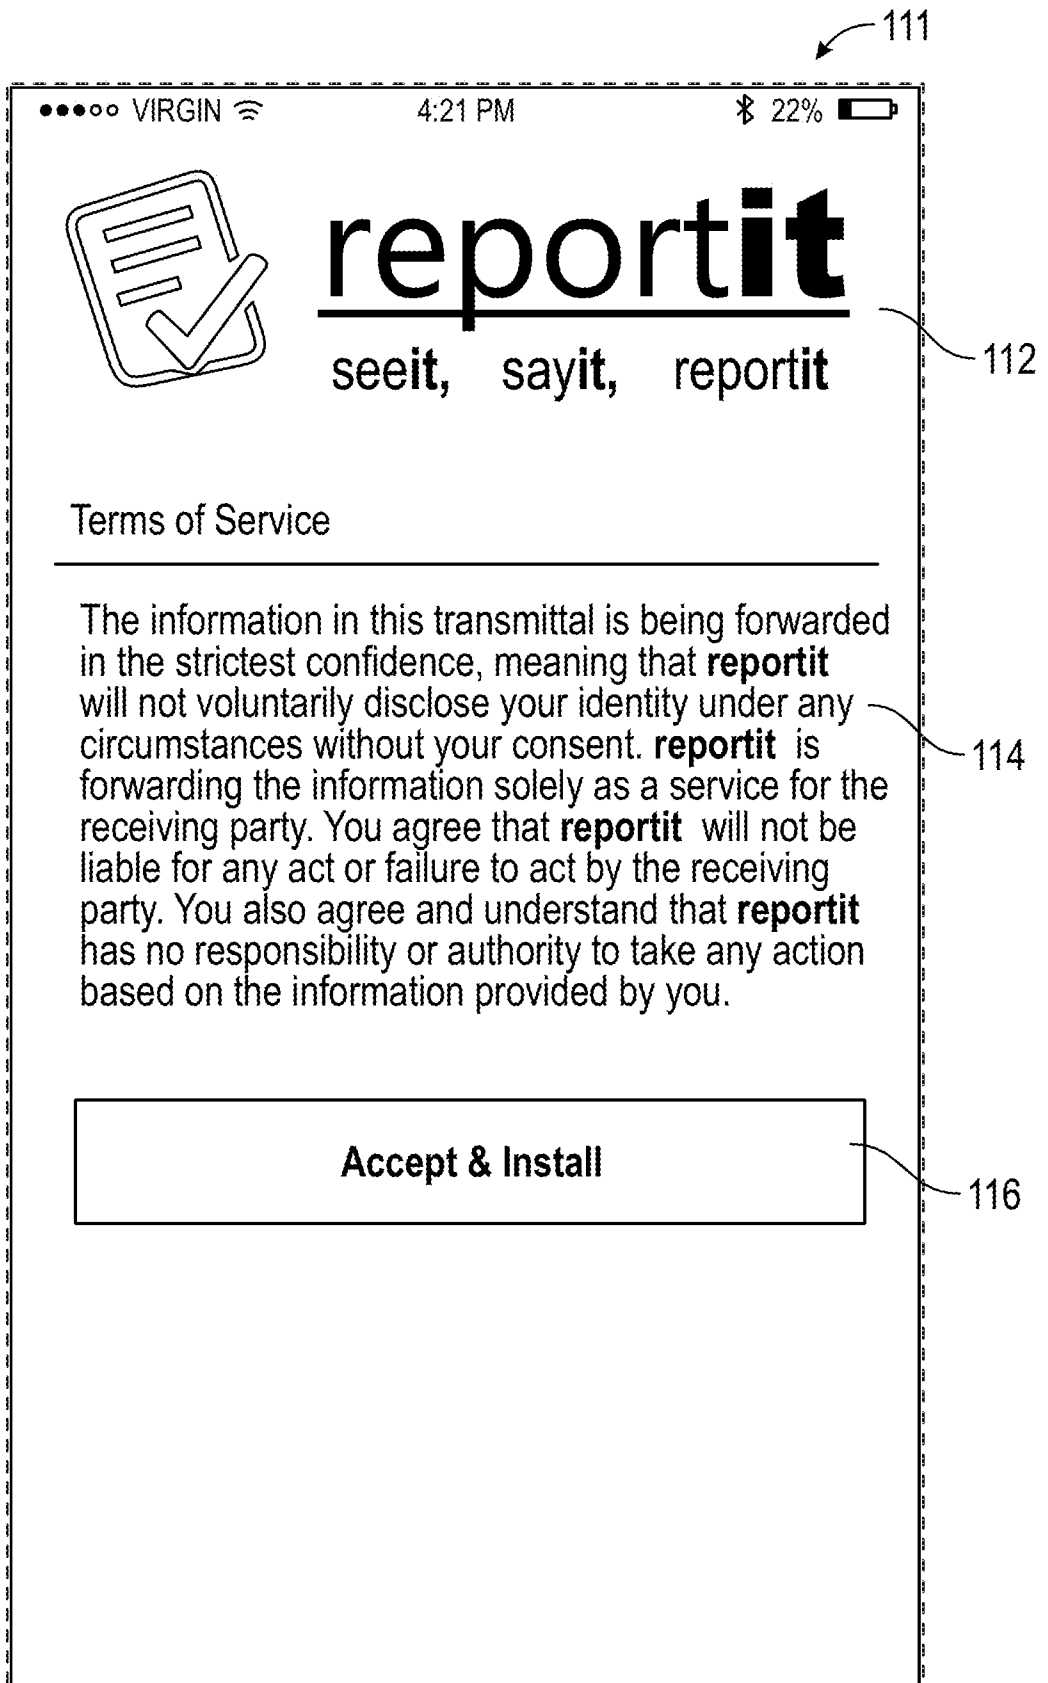 111
VIRGIN 4:21 PM 22%
reportit
seeit, sayit, reportit
112
Terms of Service
The information in this transmittal is being forwarded
in the strictest confidence, meaning that reportit
will not voluntarily disclose your identity under any
114
circumstances without your consent. reportit is
forwarding the information solely as a service for the
receiving party. You agree that reportit will not be
liable for any act or failure to act by the receiving
party. You also agree and understand that reportit
has no responsibility or authority to take any action
based on the information provided by you.
Accept & Install
116